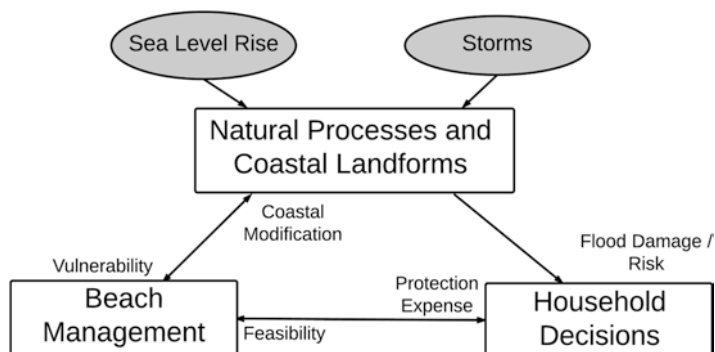 Sea Level Rise
Storms
Natural Processes and
Coastal Landforms
Coastal
Modification
Flood Damage /
Risk
Vulnerability
Protection
Expense
Beach
Management
Feasibility
Household
Decisions